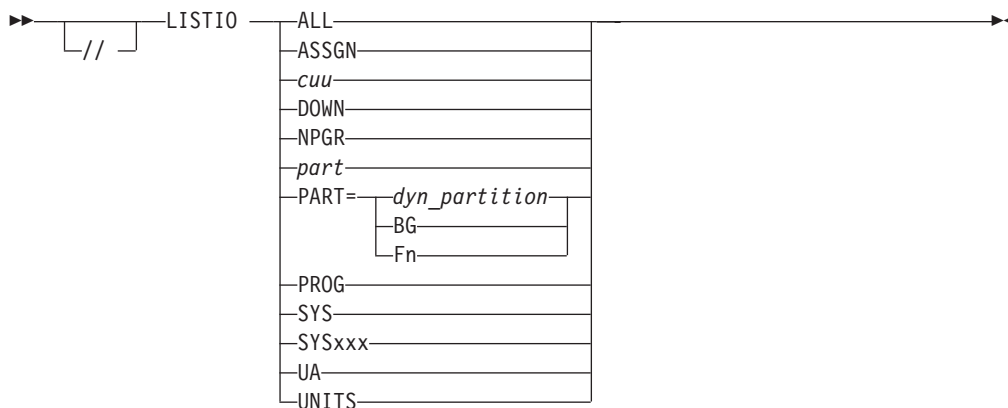 // LISTIO ALL
ASSGN
cuu
DOWN
NPGR
part
PART= dyn_partition
BG
Fn
PROG
SYS
SYSxxx
UA
UNITS